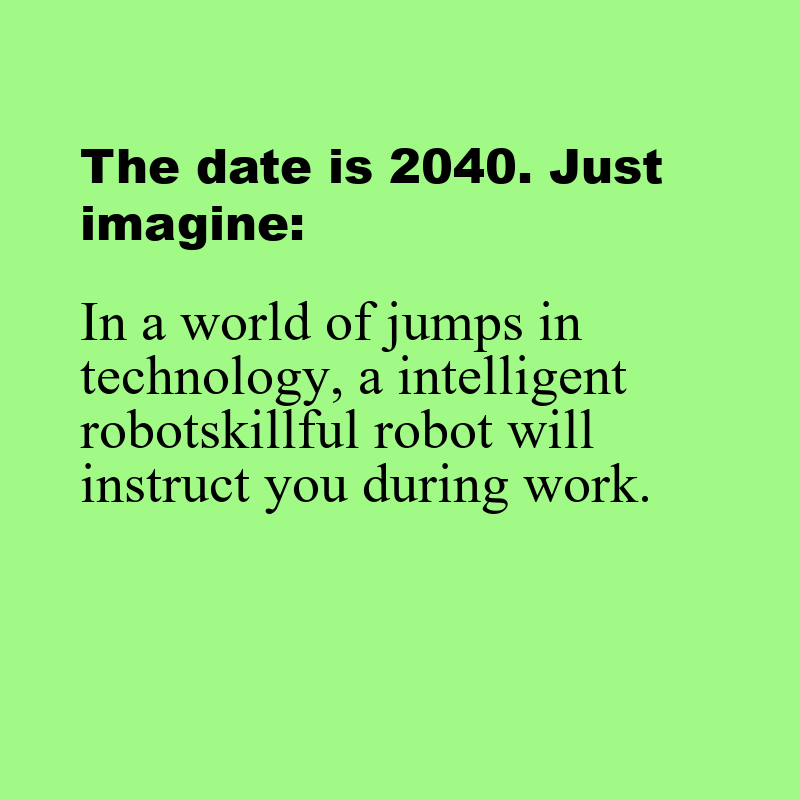 The date is 2040. Just
imagine:
In a world of jumps in
technology, a intelligent
robotskillful robot will
instruct you during work.